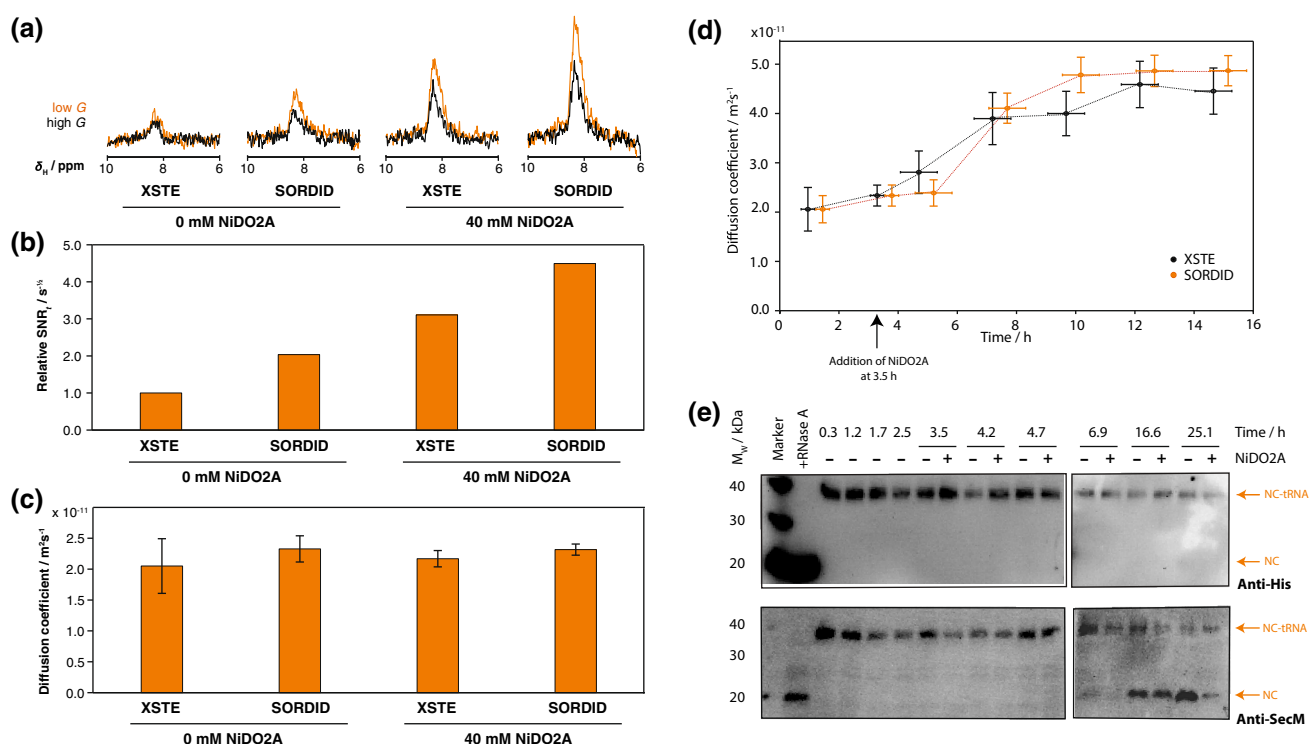 (a)
low G
high G
δH / ppm
10 6 10 6 10 6 10 6
8 8 8 8
XSTE SORDID XSTE SORDID
0 mM NiDO2A 40 mM NiDO2A
(b)
Relative SNRt / s-½
5.0
4.0
3.0
2.0
1.0
0.0
XSTE SORDID XSTE SORDID
0 mM NiDO2A 40 mM NiDO2A
(c)
x 10-11
Diffusion coefficient / m²s-1
2.5
2.0
1.5
1.0
0.5
0.0
XSTE SORDID XSTE SORDID
0 mM NiDO2A 40 mM NiDO2A
(d)
x10-11
Diffusion coefficient / m²s-1
5.0
4.0
3.0
2.0
1.0
0.0
XSTE
SORDID
0 2 4 6 8 10 12 14 16
Time / h
Addition of NiDO2A
at 3.5 h
(e)
MW / kDa
Marker
+RNase A
0.3 1.2 1.7 2.5 3.5 4.2 4.7 6.9 16.6 25.1 Time / h
– – – – – + – + – + – + – + – + NiDO2A
40
30
20
NC-tRNA
NC
Anti-His
40
30
20
NC-tRNA
NC
Anti-SecM